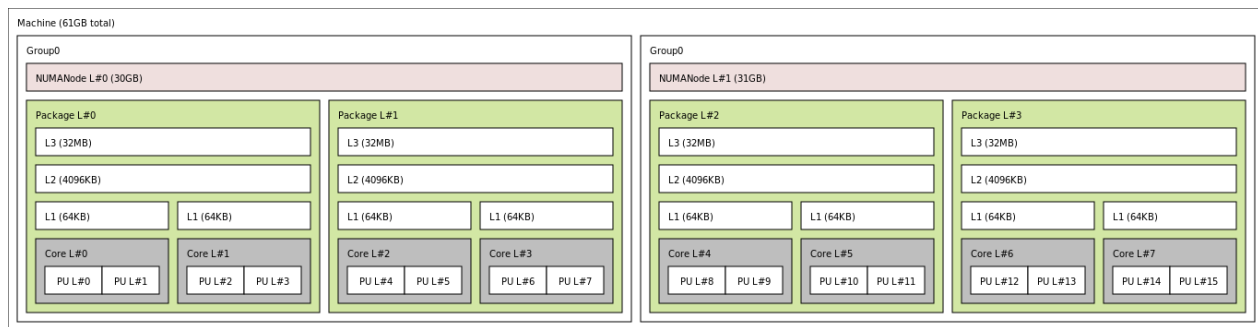 Machine (61GB total)
Group0
NUMANode L#0 (30GB)
Package L#0
L3 (32MB)
L2 (4096KB)
L1 (64KB)
L1 (64KB)
Core L#0
PU L#0
PU L#1
Core L#1
PU L#2
PU L#3
Package L#1
L3 (32MB)
L2 (4096KB)
L1 (64KB)
L1 (64KB)
Core L#2
PU L#4
PU L#5
Core L#3
PU L#6
PU L#7
Group0
NUMANode L#1 (31GB)
Package L#2
L3 (32MB)
L2 (4096KB)
L1 (64KB)
L1 (64KB)
Core L#4
PU L#8
PU L#9
Core L#5
PU L#10
PU L#11
Package L#3
L3 (32MB)
L2 (4096KB)
L1 (64KB)
L1 (64KB)
Core L#6
PU L#12
PU L#13
Core L#7
PU L#14
PU L#15